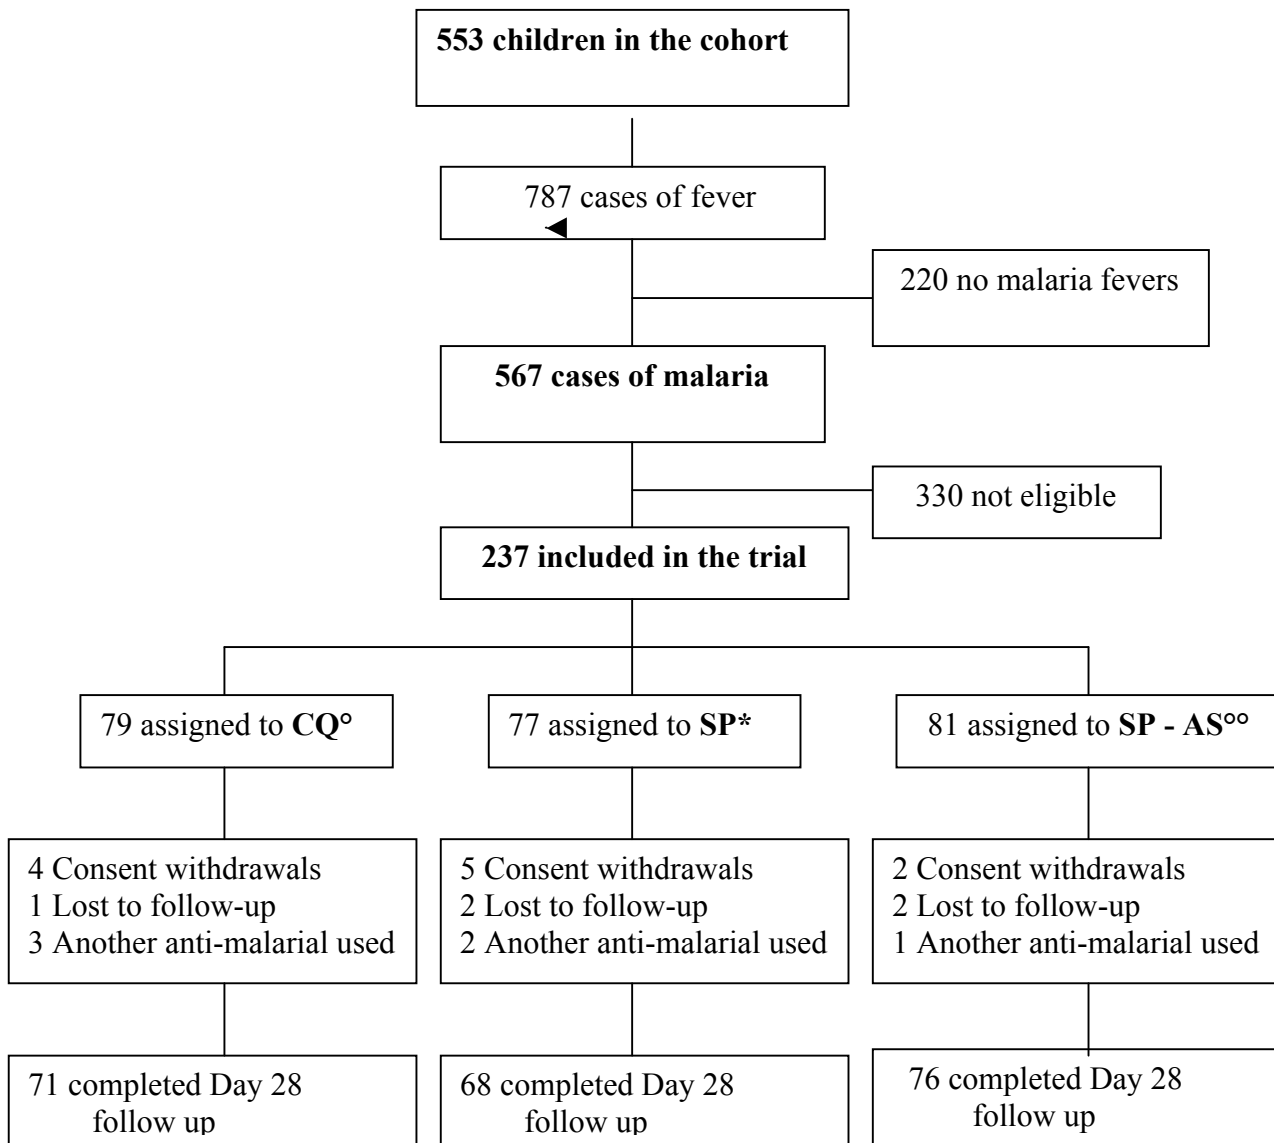 553 children in the cohort
787 cases of fever
220 no malaria fevers
567 cases of malaria
330 not eligible
237 included in the trial
79 assigned to CQ°
77 assigned to SP*
81 assigned to SP - AS°°
4 Consent withdrawals
1 Lost to follow-up
3 Another anti-malarial used
5 Consent withdrawals
2 Lost to follow-up
2 Another anti-malarial used
2 Consent withdrawals
2 Lost to follow-up
1 Another anti-malarial used
71 completed Day 28
follow up
68 completed Day 28
follow up
76 completed Day 28
follow up